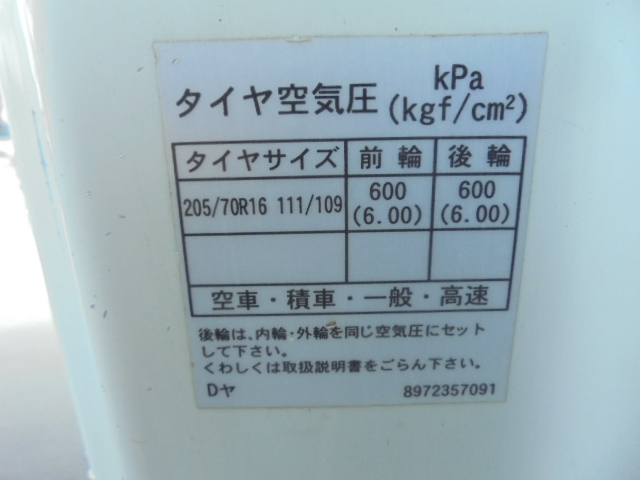 タイヤ空気圧 kPa
(kgf/cm²)
タイヤサイズ 前輪 後輪
205/70R16 111/109 600 600
(6.00) (6.00)
空車・積車・一般・高速
後輪は、内輪・外輪を同じ空気圧にセット
して下さい。
くわしくは取扱説明書をごらん下さい。
Dヤ 8972357091